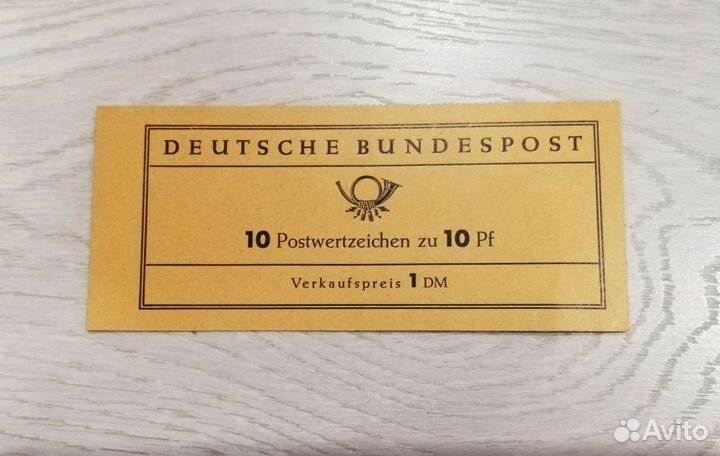 DEUTSCHE BUNDESPOST
10 Postwertzeichen zu 10 Pf
Verkaufspreis 1 DM
Avito